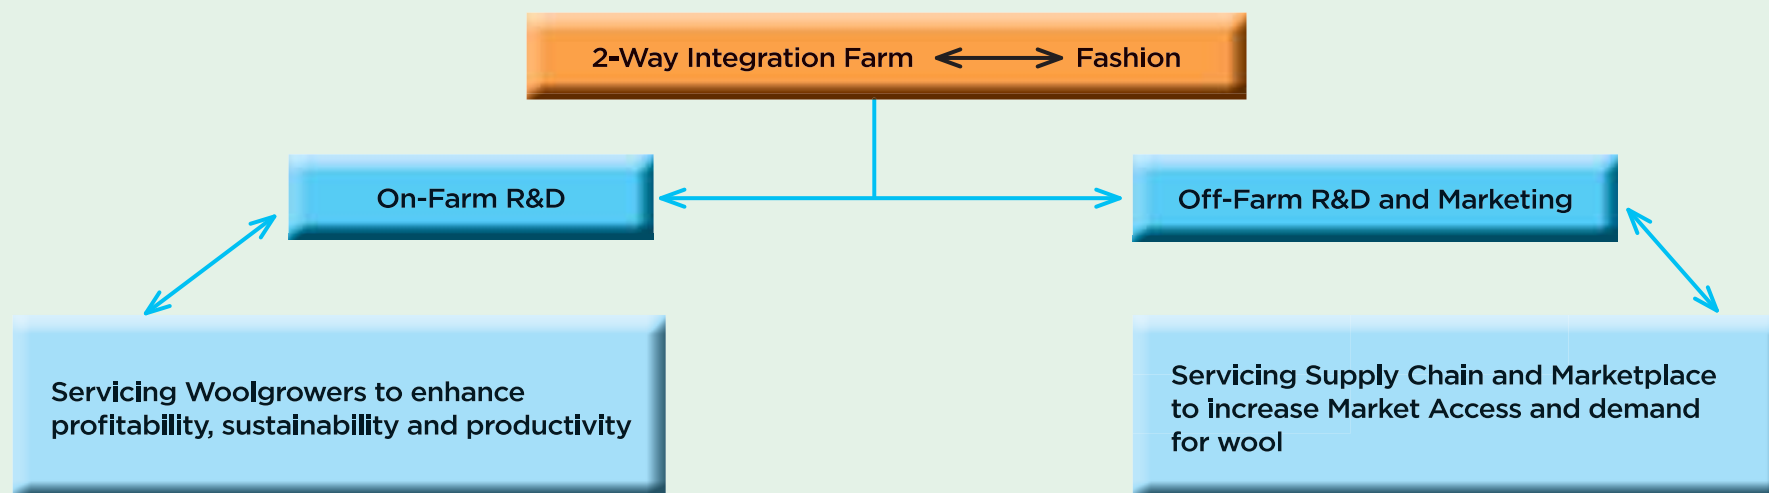 2-Way Integration Farm Fashion
On-Farm R&D
Off-Farm R&D and Marketing
Servicing Woolgrowers to enhance
profitability, sustainability and productivity
Servicing Supply Chain and Marketplace
to increase Market Access and demand
for wool